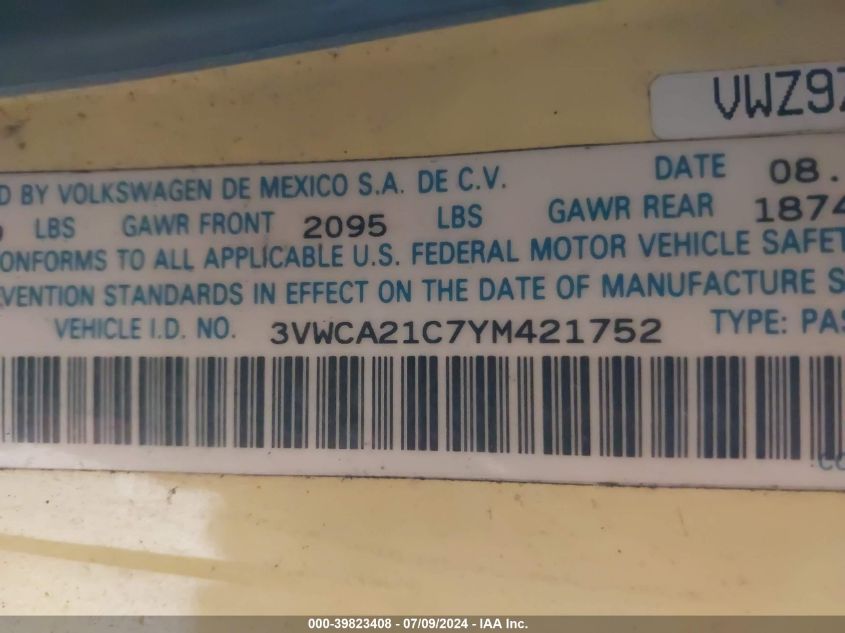 VWZ9Z
D BY VOLKSWAGEN DE MEXICO S.A. DE C.V. DATE 08.
LBS GAWR FRONT 2095 LBS GAWR REAR 1874
ONFORMS TO ALL APPLICABLE U.S. FEDERAL MOTOR VEHICLE SAFET
EVENTION STANDARDS IN EFFECT ON THE DATE OF MANUFACTURE S
VEHICLE I.D. NO. 3VWCA21C7YM421752 TYPE: PAS
000-39823408 - 07/09/2024 - IAA Inc.